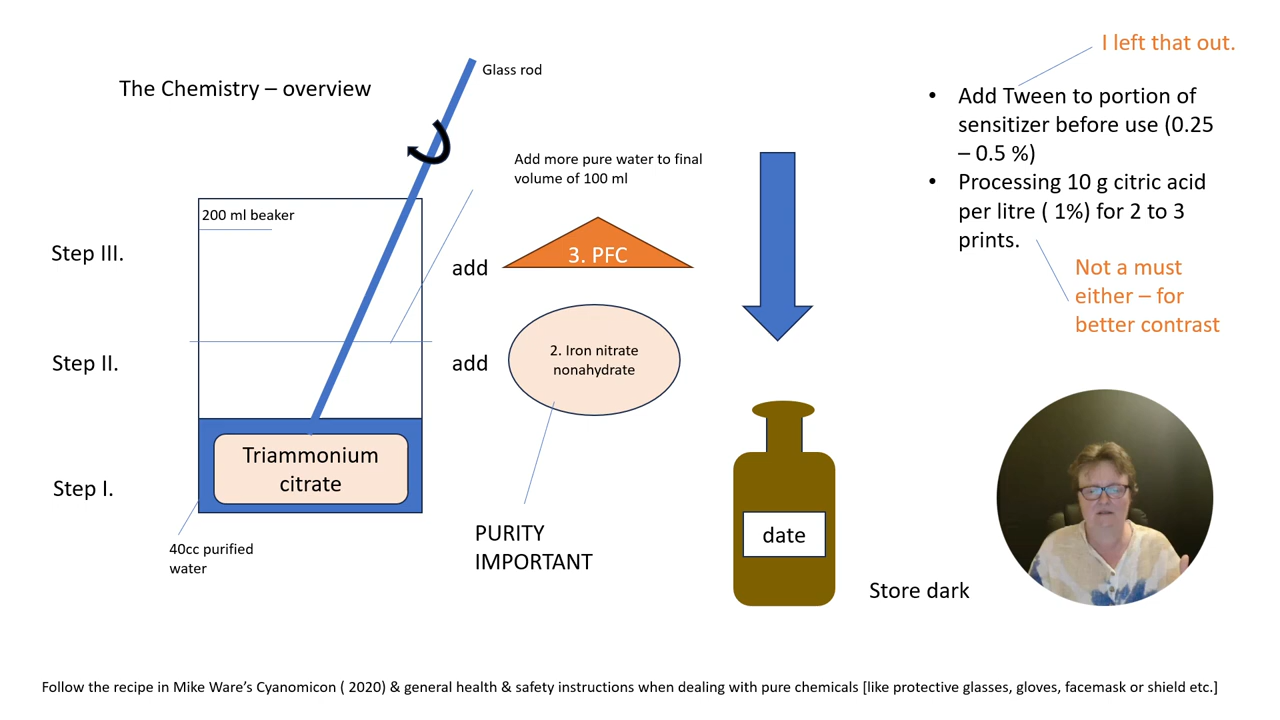 The Chemistry – overview
Glass rod
I left that out.
• Add Tween to portion of
sensitizer before use (0.25
– 0.5 %)
• Processing 10 g citric acid
per litre ( 1%) for 2 to 3
prints.
Not a must
either – for
better contrast
Add more pure water to final
volume of 100 ml
200 ml beaker
Step III.
add
3. PFC
Step II.
add
2. Iron nitrate
nonahydrate
Triammonium
citrate
Step I.
40cc purified
water
PURITY
IMPORTANT
date
Store dark
Follow the recipe in Mike Ware’s Cyanomicon ( 2020) & general health & safety instructions when dealing with pure chemicals [like protective glasses, gloves, facemask or shield etc.]